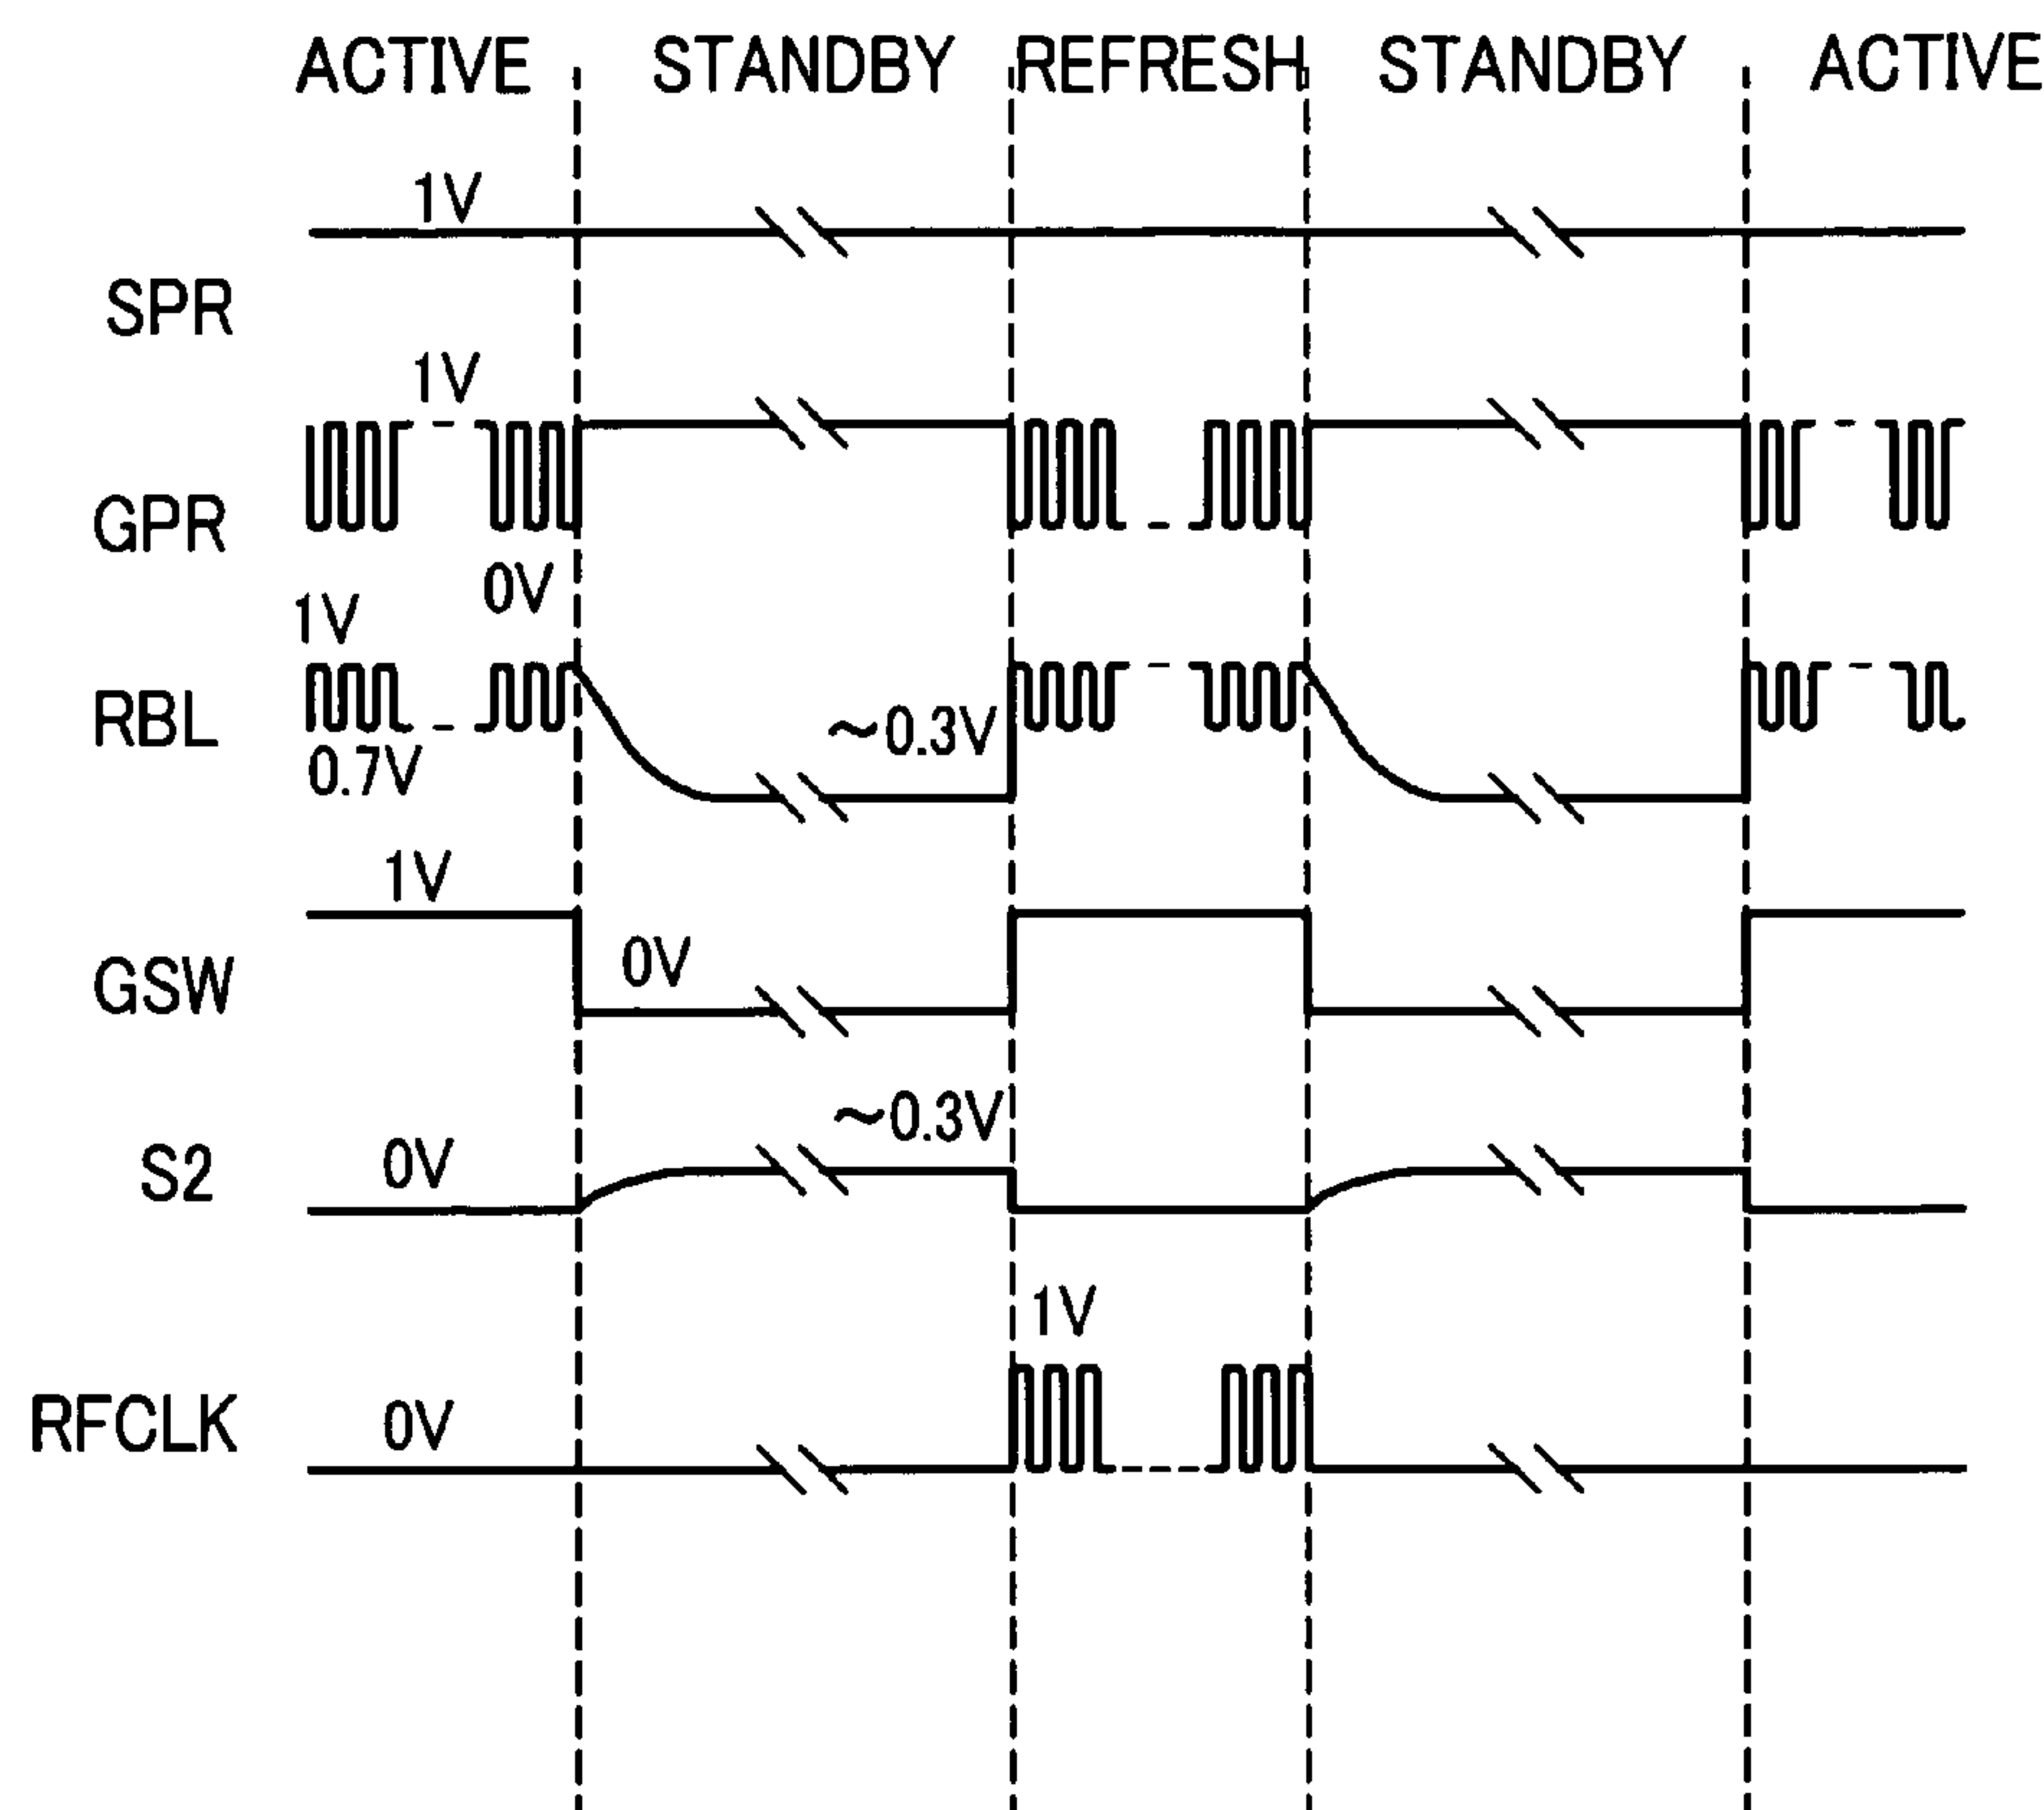 ACTIVE STANDBY REFRESH STANDBY ACTIVE
1V
SPR
1V
GPR
0V
1V
RBL
~0.3V
0.7V
1V
GSW
0V
~0.3V
S2
0V
1V
RFCLK
0V